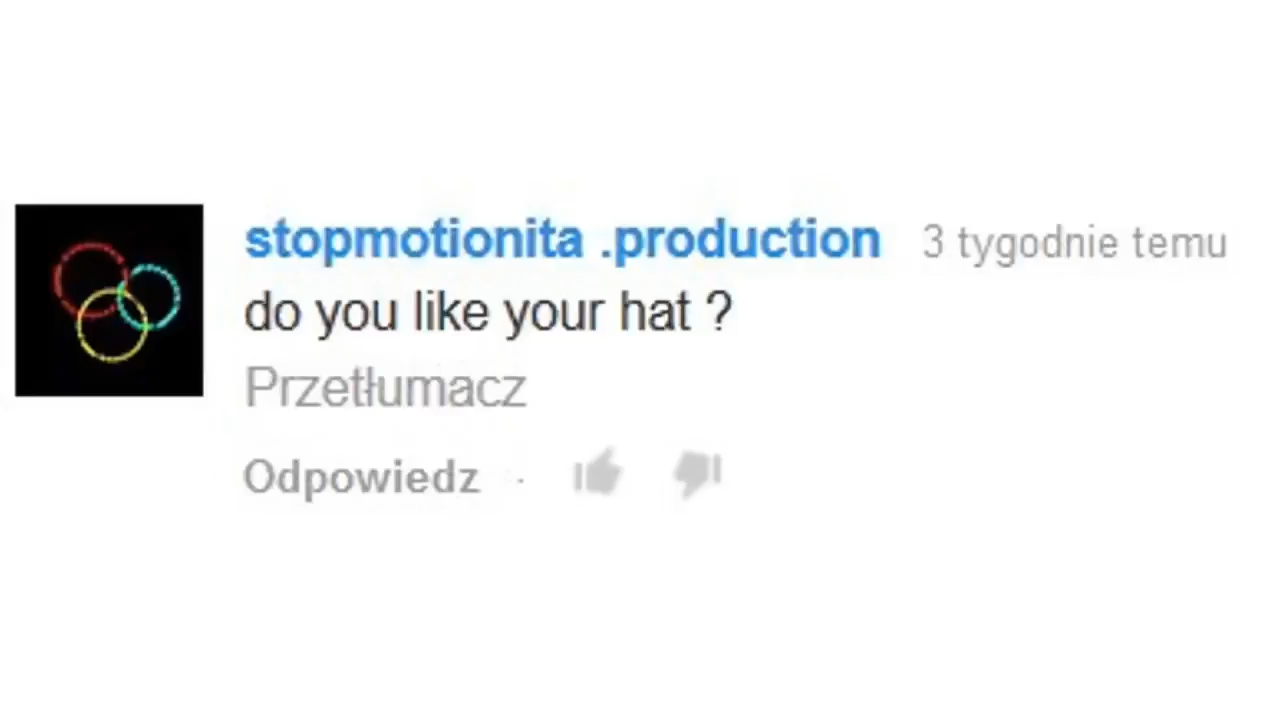 stopmotionita .production 3 tygodnie temu
do you like your hat ?
Przetłumacz
Odpowiedz ·